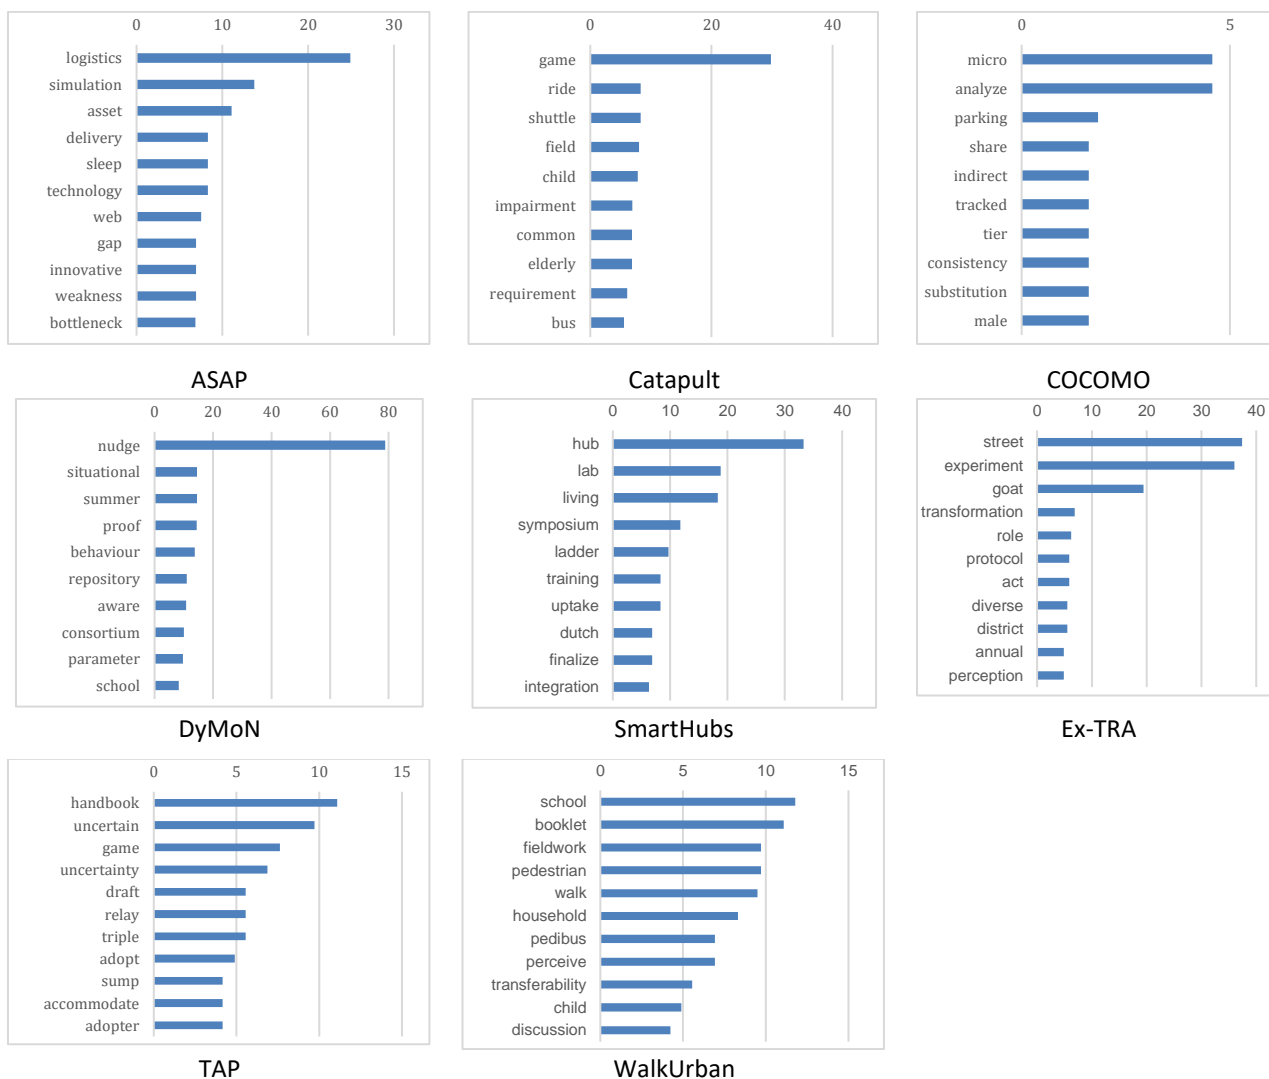 0 10 20 30
logistics
simulation
asset
delivery
sleep
technology
web
gap
innovative
weakness
bottleneck
ASAP
0 20 40
game
ride
shuttle
field
child
impairment
common
elderly
requirement
bus
Catapult
0 5
micro
analyze
parking
share
indirect
tracked
tier
consistency
substitution
male
COCOMO
0 20 40 60 80
nudge
situational
summer
proof
behaviour
repository
aware
consortium
parameter
school
DyMoN
0 10 20 30 40
hub
lab
living
symposium
ladder
training
uptake
dutch
finalize
integration
SmartHubs
0 10 20 30 40
street
experiment
goat
transformation
role
protocol
act
diverse
district
annual
perception
Ex-TRA
0 5 10 15
handbook
uncertain
game
uncertainty
draft
relay
triple
adopt
sump
accommodate
adopter
TAP
0 5 10 15
school
booklet
fieldwork
pedestrian
walk
household
pedibus
perceive
transferability
child
discussion
WalkUrban